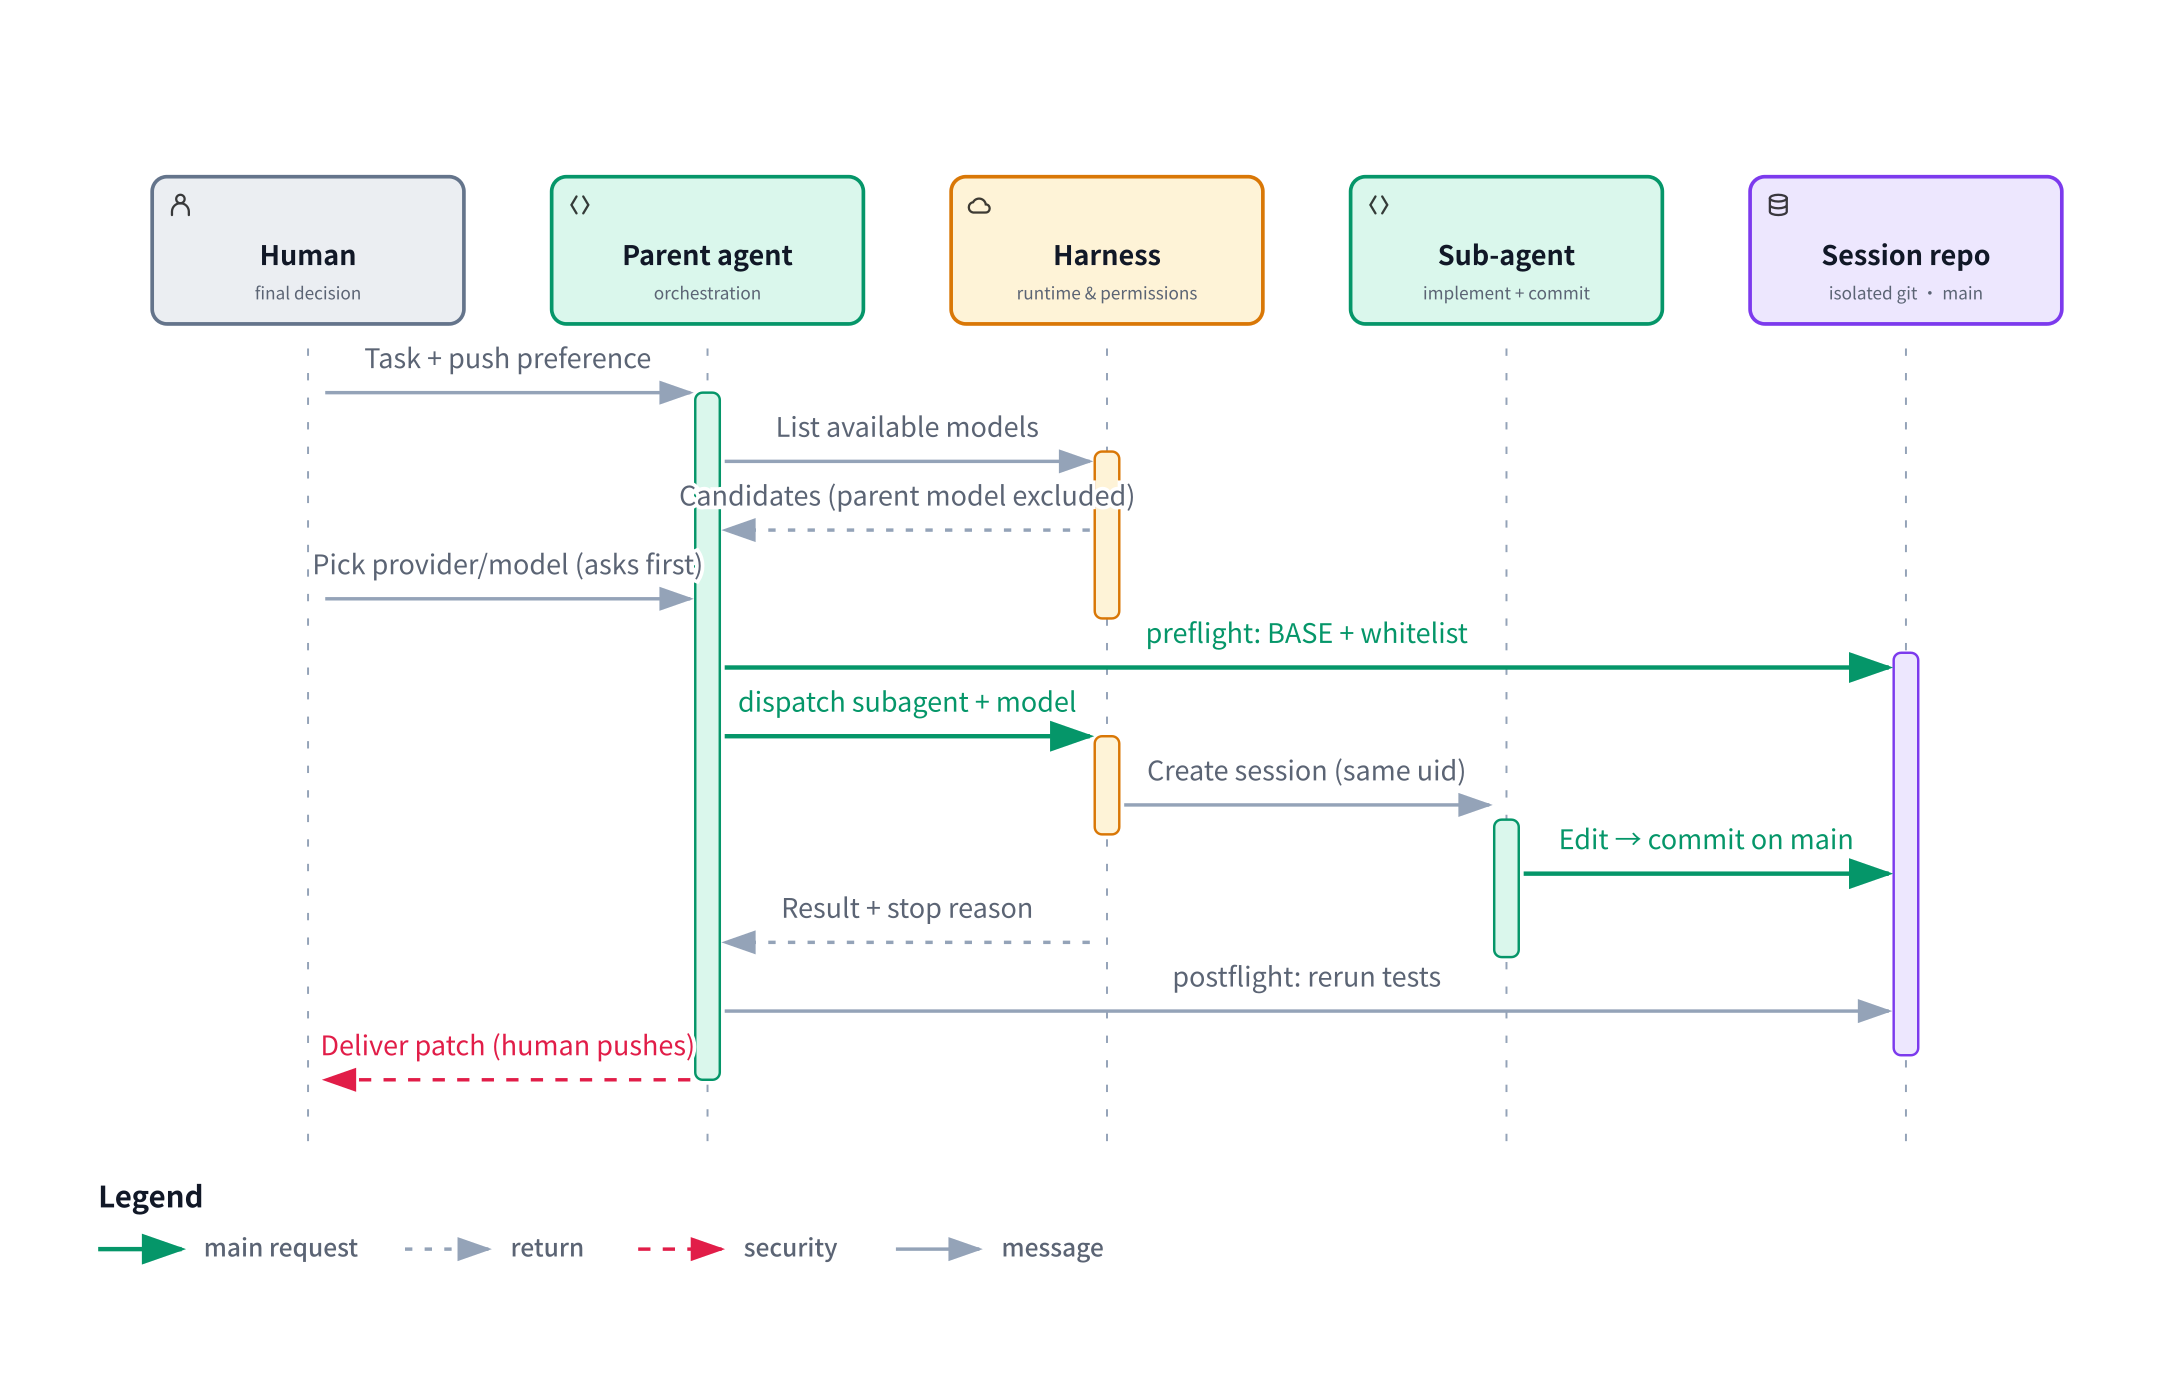 Human
final decision
Parent agent
orchestration
Harness
runtime & permissions
Sub-agent
implement + commit
Session repo
isolated git • main
Task + push preference
List available models
Candidates (parent model excluded)
Pick provider/model (asks first)
preflight: BASE + whitelist
dispatch subagent + model
Create session (same uid)
Edit → commit on main
Result + stop reason
postflight: rerun tests
Deliver patch (human pushes)
Legend
main request
return
security
message